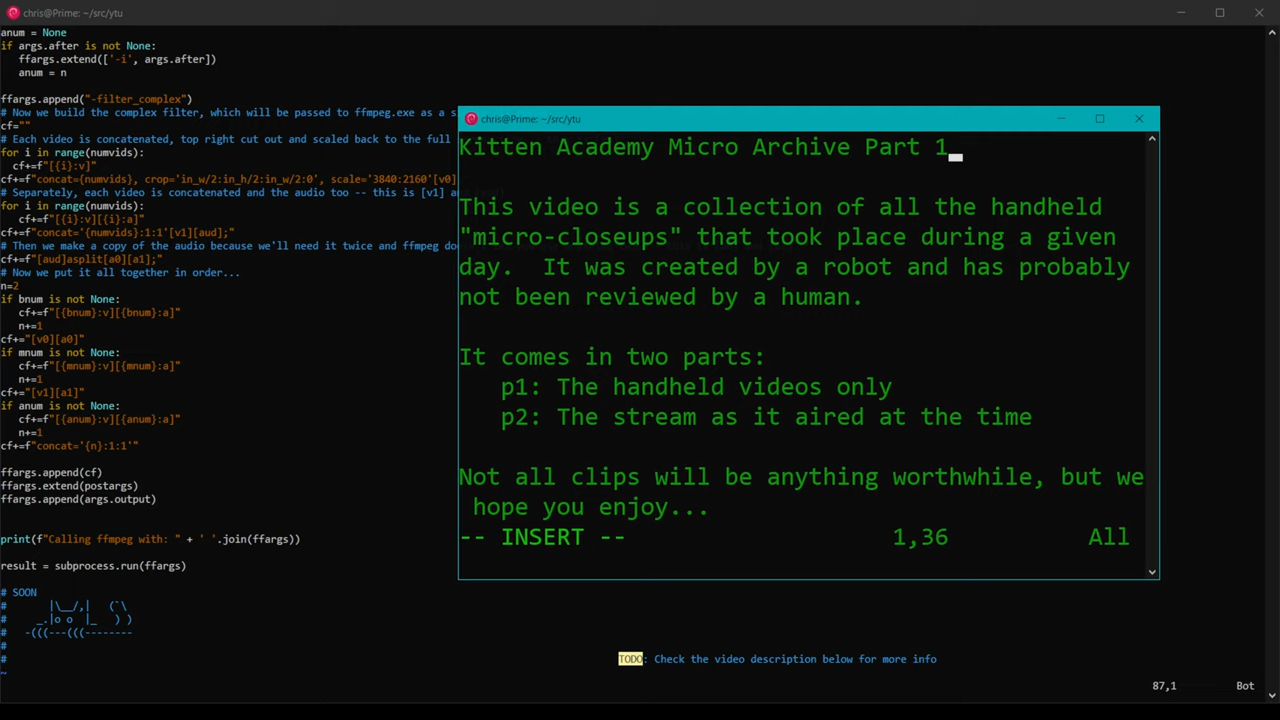 chris@Prime: ~/src/ytu
anum = None
if args.after is not None:
ffargs.extend(['-i', args.after])
anum = n
ffargs.append("-filter_complex")
# Now we build the complex filter, which will be passed to ffmpeg.exe as a s
cf=""
# Each video is concatenated, top right cut out and scaled back to the full
for i in range(numvids):
cf+=f"[{i}:v]"
cf+=f"concat={numvids}, crop='in_w/2:in_h/2:in_w/2:0', scale='3840:2160'[v0]
# Separately, each video is concatenated and the audio too -- this is [v1] a
for i in range(numvids):
cf+=f"[{i}:v][{i}:a]"
cf+=f"concat='{numvids}:1:1'[v1][aud];"
# Then we make a copy of the audio because we'll need it twice and ffmpeg do
cf+=f"[aud]asplit[a0][a1];"
# Now we put it all together in order...
n=2
if bnum is not None:
cf+=f"[{bnum}:v][{bnum}:a]"
n+=1
cf+="[v0][a0]"
if mnum is not None:
cf+=f"[{mnum}:v][{mnum}:a]"
n+=1
cf+="[v1][a1]"
if anum is not None:
cf+=f"[{anum}:v][{anum}:a]"
n+=1
cf+=f"concat='{n}:1:1'"
ffargs.append(cf)
ffargs.extend(postargs)
ffargs.append(args.output)
print(f"Calling ffmpeg with: " + ' '.join(ffargs))
result = subprocess.run(ffargs)
# SOON
#      |\__/,|   (`\
#    _.|o o  |_   ) )
#  -(((---(((--------
#
#
~
chris@Prime: ~/src/ytu
Kitten Academy Micro Archive Part 1
This video is a collection of all the handheld
"micro-closeups" that took place during a given
day.  It was created by a robot and has probably
not been reviewed by a human.
It comes in two parts:
p1: The handheld videos only
p2: The stream as it aired at the time
Not all clips will be anything worthwhile, but we
hope you enjoy...
-- INSERT -- 1,36 All
TODO: Check the video description below for more info
87,1 Bot